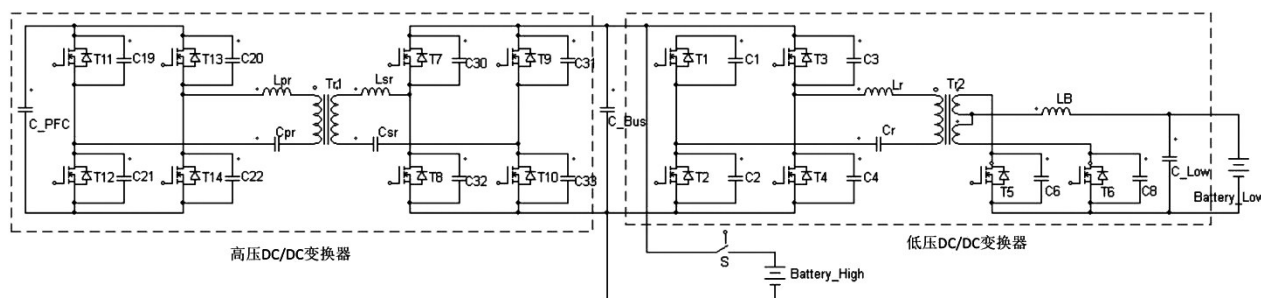 T11 C19 T13 C20 T7 C30 T9 C31 T1 C1 T3 C3
Lpr Tr1 Lsr Lr Tr2 LB
C_PFC C_Bus
Cpr Csr Cr
T12 C21 T14 C22 T8 C32 T10 C33 T2 C2 T4 C4 T5 C6 T6 C8 C_Low
Battery_Low
高压DC/DC变换器 低压DC/DC变换器
S
Battery_High